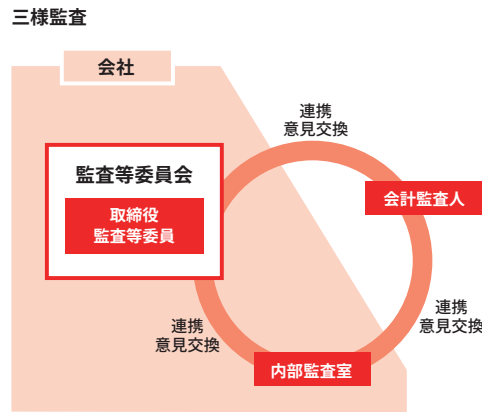 三様監査
会社
連携
意見交換
監査等委員会
取締役
監査等委員
会計監査人
連携
意見交換
連携
意見交換
内部監査室